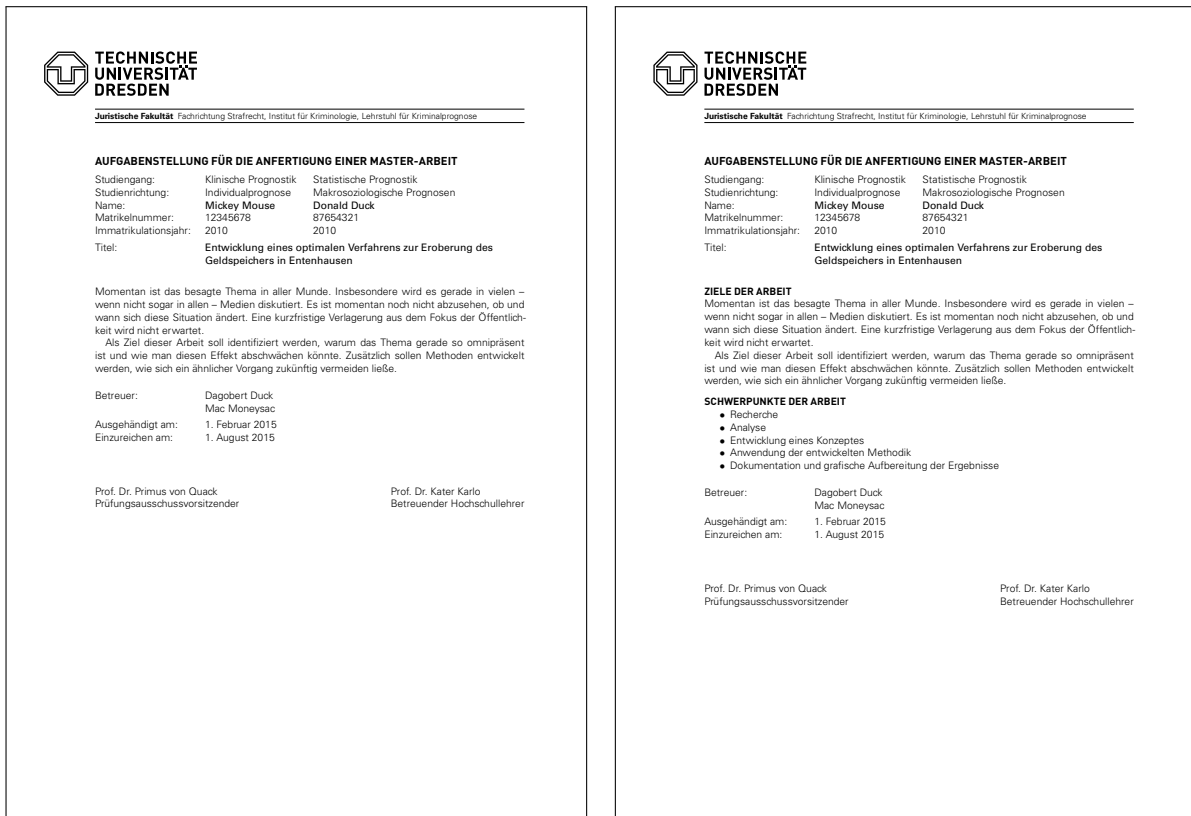 TECHNISCHE
UNIVERSITÄT
DRESDEN
Juristische Fakultät Fachrichtung Strafrecht, Institut für Kriminologie, Lehrstuhl für Kriminalprognose
AUFGABENSTELLUNG FÜR DIE ANFERTIGUNG EINER MASTER-ARBEIT
Studiengang: Klinische Prognostik Statistische Prognostik
Studienrichtung: Individualprognose Makrosoziologische Prognosen
Name: Mickey Mouse Donald Duck
Matrikelnummer: 12345678 87654321
Immatrikulationsjahr: 2010 2010
Titel: Entwicklung eines optimalen Verfahrens zur Eroberung des
Geldspeichers in Entenhausen
Momentan ist das besagte Thema in aller Munde. Insbesondere wird es gerade in vielen –
wenn nicht sogar in allen – Medien diskutiert. Es ist momentan noch nicht abzusehen, ob und
wann sich diese Situation ändert. Eine kurzfristige Verlagerung aus dem Fokus der Öffentlich-
keit wird nicht erwartet.
Als Ziel dieser Arbeit soll identifiziert werden, warum das Thema gerade so omnipräsent
ist und wie man diesen Effekt abschwächen könnte. Zusätzlich sollen Methoden entwickelt
werden, wie sich ein ähnlicher Vorgang zukünftig vermeiden ließe.
Betreuer: Dagobert Duck
Mac Moneysac
Ausgehändigt am: 1. Februar 2015
Einzureichen am: 1. August 2015
Prof. Dr. Primus von Quack Prof. Dr. Kater Karlo
Prüfungsausschussvorsitzender Betreuender Hochschullehrer
TECHNISCHE
UNIVERSITÄT
DRESDEN
Juristische Fakultät Fachrichtung Strafrecht, Institut für Kriminologie, Lehrstuhl für Kriminalprognose
AUFGABENSTELLUNG FÜR DIE ANFERTIGUNG EINER MASTER-ARBEIT
Studiengang: Klinische Prognostik Statistische Prognostik
Studienrichtung: Individualprognose Makrosoziologische Prognosen
Name: Mickey Mouse Donald Duck
Matrikelnummer: 12345678 87654321
Immatrikulationsjahr: 2010 2010
Titel: Entwicklung eines optimalen Verfahrens zur Eroberung des
Geldspeichers in Entenhausen
ZIELE DER ARBEIT
Momentan ist das besagte Thema in aller Munde. Insbesondere wird es gerade in vielen –
wenn nicht sogar in allen – Medien diskutiert. Es ist momentan noch nicht abzusehen, ob und
wann sich diese Situation ändert. Eine kurzfristige Verlagerung aus dem Fokus der Öffentlich-
keit wird nicht erwartet.
Als Ziel dieser Arbeit soll identifiziert werden, warum das Thema gerade so omnipräsent
ist und wie man diesen Effekt abschwächen könnte. Zusätzlich sollen Methoden entwickelt
werden, wie sich ein ähnlicher Vorgang zukünftig vermeiden ließe.
SCHWERPUNKTE DER ARBEIT
• Recherche
• Analyse
• Entwicklung eines Konzeptes
• Anwendung der entwickelten Methodik
• Dokumentation und grafische Aufbereitung der Ergebnisse
Betreuer: Dagobert Duck
Mac Moneysac
Ausgehändigt am: 1. Februar 2015
Einzureichen am: 1. August 2015
Prof. Dr. Primus von Quack Prof. Dr. Kater Karlo
Prüfungsausschussvorsitzender Betreuender Hochschullehrer